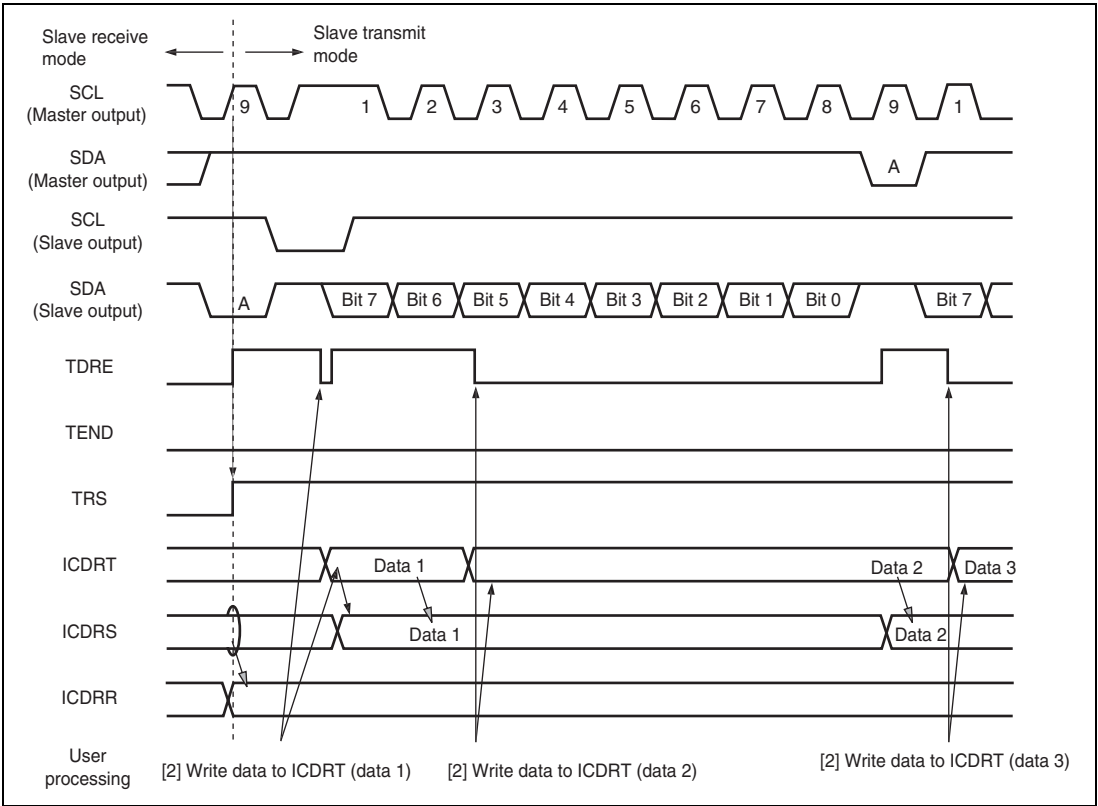 Slave receive
mode
Slave transmit
mode
SCL
(Master output)
9 1 2 3 4 5 6 7 8 9 1
SDA
(Master output)
A
SCL
(Slave output)
SDA
(Slave output)
A Bit 7 Bit 6 Bit 5 Bit 4 Bit 3 Bit 2 Bit 1 Bit 0 Bit 7
TDRE
TEND
TRS
ICDRT
Data 1 Data 2 Data 3
ICDRS
Data 1 Data 2
ICDRR
User
processing
[2] Write data to ICDRT (data 1) [2] Write data to ICDRT (data 2) [2] Write data to ICDRT (data 3)